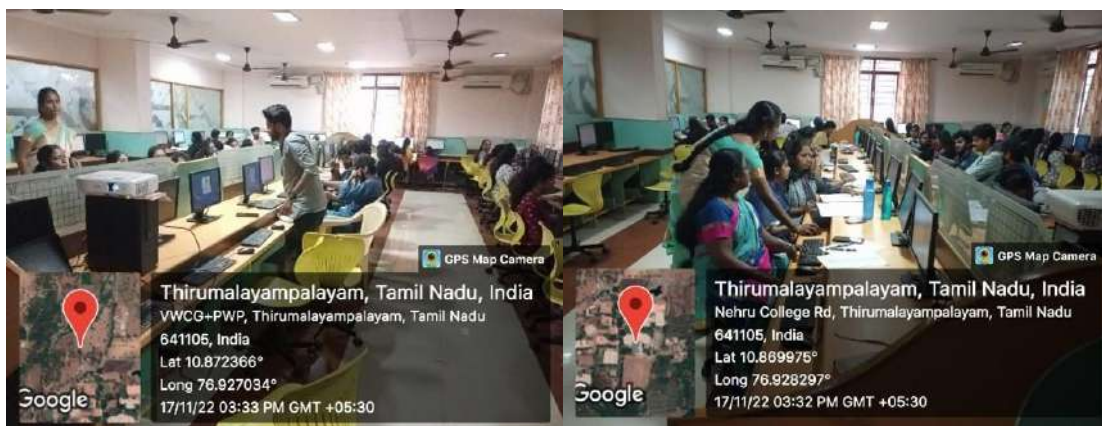 GPS Map Camera
Thirumalayampalayam, Tamil Nadu, India
VWCG+PWP, Thirumalayampalayam, Tamil Nadu
641105, India
Lat 10.872366°
Long 76.927034°
17/11/22 03:33 PM GMT +05:30
Google
GPS Map Camera
Thirumalayampalayam, Tamil Nadu, India
Nehru College Rd, Thirumalayampalayam, Tamil Nadu
641105, India
Lat 10.869975°
Long 76.928297°
17/11/22 03:32 PM GMT +05:30
Google